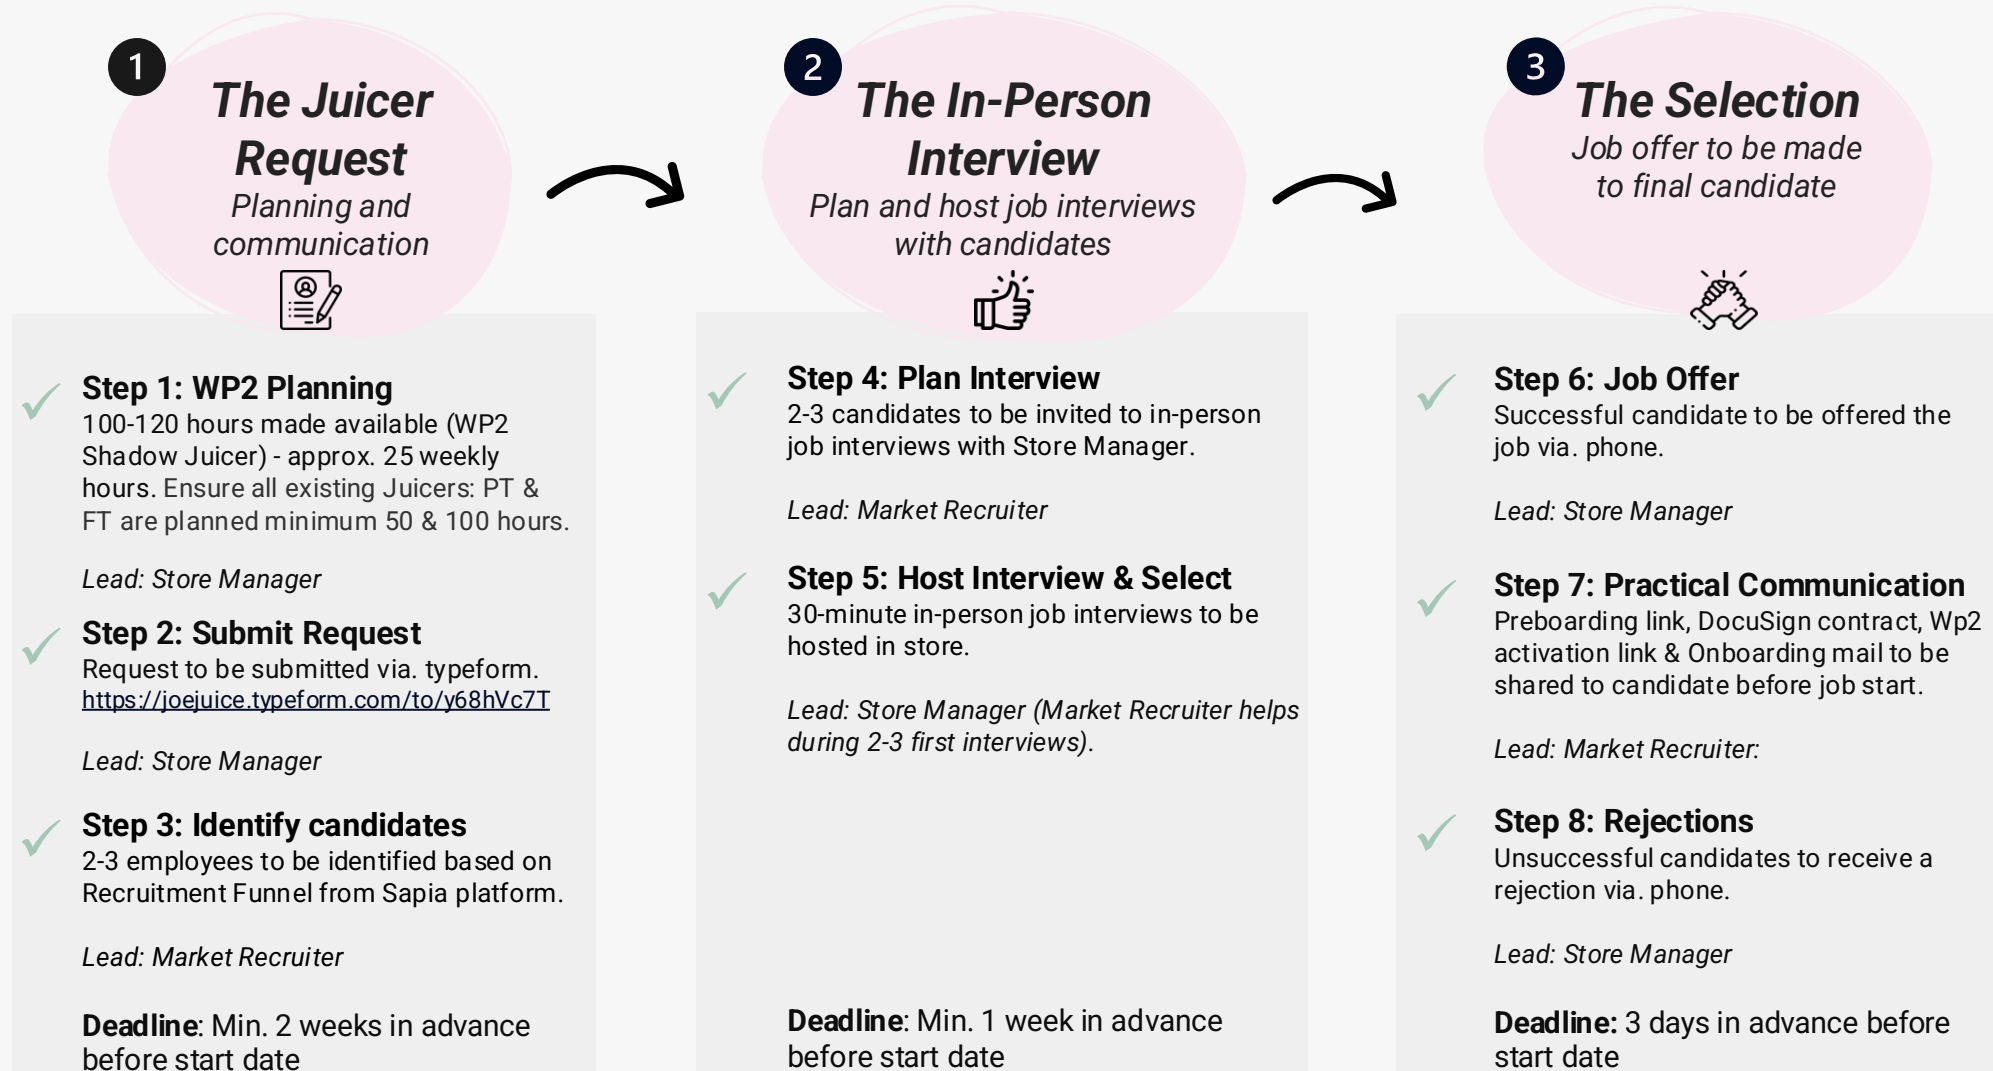 1
The Juicer
Request
Planning and
communication
Step 1: WP2 Planning
100-120 hours made available (WP2
Shadow Juicer) - approx. 25 weekly
hours. Ensure all existing Juicers: PT &
FT are planned minimum 50 & 100 hours.
Lead: Store Manager
Step 2: Submit Request
Request to be submitted via. typeform.
https://joejuice.typeform.com/to/y68hVc7T
Lead: Store Manager
Step 3: Identify candidates
2-3 employees to be identified based on
Recruitment Funnel from Sapia platform.
Lead: Market Recruiter
Deadline: Min. 2 weeks in advance
before start date
2
The In-Person
Interview
Plan and host job interviews
with candidates
Step 4: Plan Interview
2-3 candidates to be invited to in-person
job interviews with Store Manager.
Lead: Market Recruiter
Step 5: Host Interview & Select
30-minute in-person job interviews to be
hosted in store.
Lead: Store Manager (Market Recruiter helps
during 2-3 first interviews).
Deadline: Min. 1 week in advance
before start date
3
The Selection
Job offer to be made
to final candidate
Step 6: Job Offer
Successful candidate to be offered the
job via. phone.
Lead: Store Manager
Step 7: Practical Communication
Preboarding link, DocuSign contract, Wp2
activation link & Onboarding mail to be
shared to candidate before job start.
Lead: Market Recruiter:
Step 8: Rejections
Unsuccessful candidates to receive a
rejection via. phone.
Lead: Store Manager
Deadline: 3 days in advance before
start date